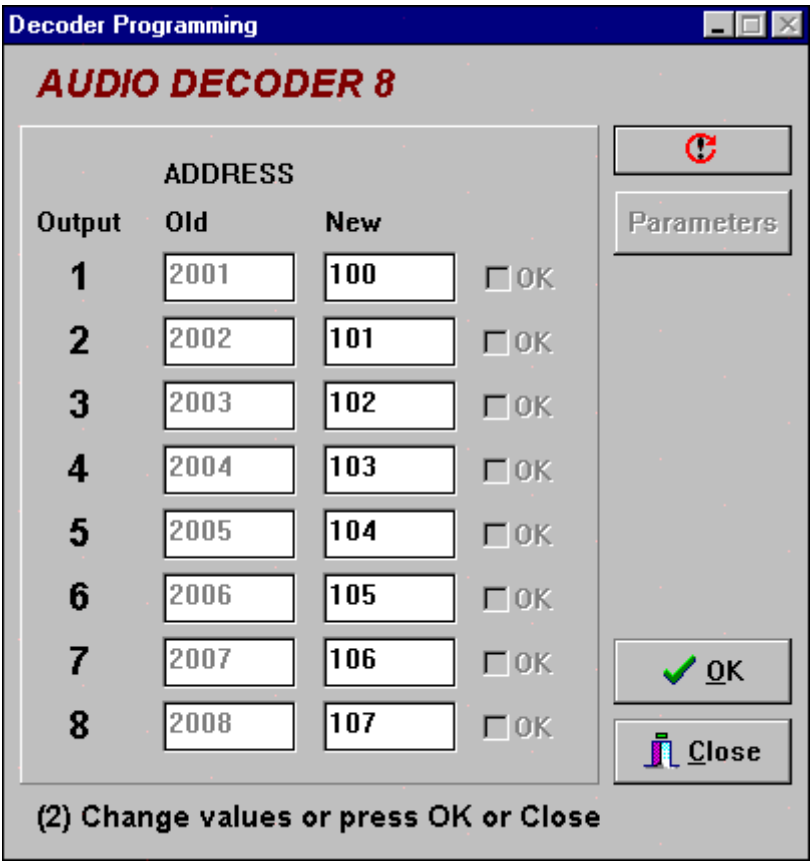 Decoder Programming
AUDIO DECODER 8
ADDRESS
Output Old New
Parameters
1 2001 100 OK
2 2002 101 OK
3 2003 102 OK
4 2004 103 OK
5 2005 104 OK
6 2006 105 OK
7 2007 106 OK
OK
8 2008 107 OK
Close
(2) Change values or press OK or Close